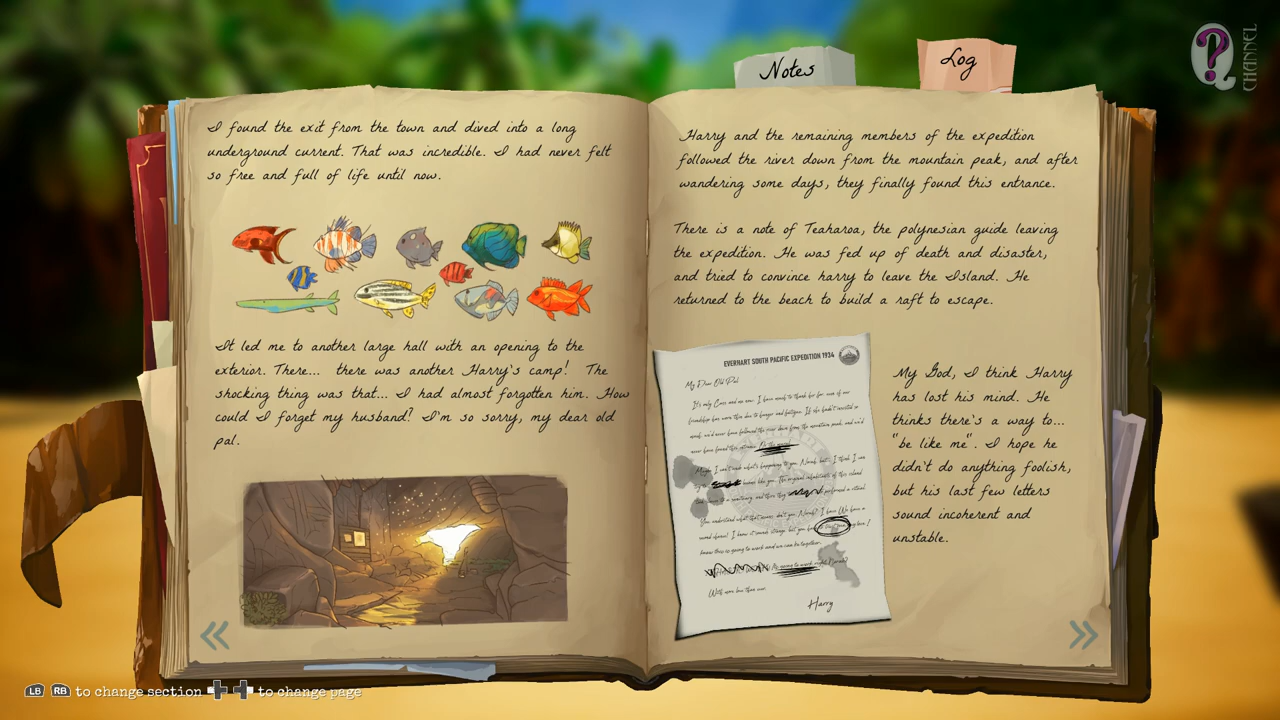 Notes
Log
? CHANNEL
I found the exit from the town and dived into a long
underground current. That was incredible. I had never felt
so free and full of life until now.
It led me to another large hall with an opening to the
exterior. There... there was another Harry's camp! The
shocking thing was that... I had almost forgotten him. How
could I forget my husband? I'm so sorry, my dear old
pal.
Harry and the remaining members of the expedition
followed the river down from the mountain peak, and after
wandering some days, they finally found this entrance.
There is a note of Teaharoa, the polynesian guide leaving
the expedition. He was fed up of death and disaster,
and tried to convince harry to leave the Island. He
returned to the beach to build a raft to escape.
EVERHART SOUTH PACIFIC EXPEDITION 1934
My Dear Old Pal
Harry
My God, I think Harry
has lost his mind. He
thinks there's a way to...
"be like me". I hope he
didn't do anything foolish,
but his last few letters
sound incoherent and
unstable.
LB RB to change section to change page